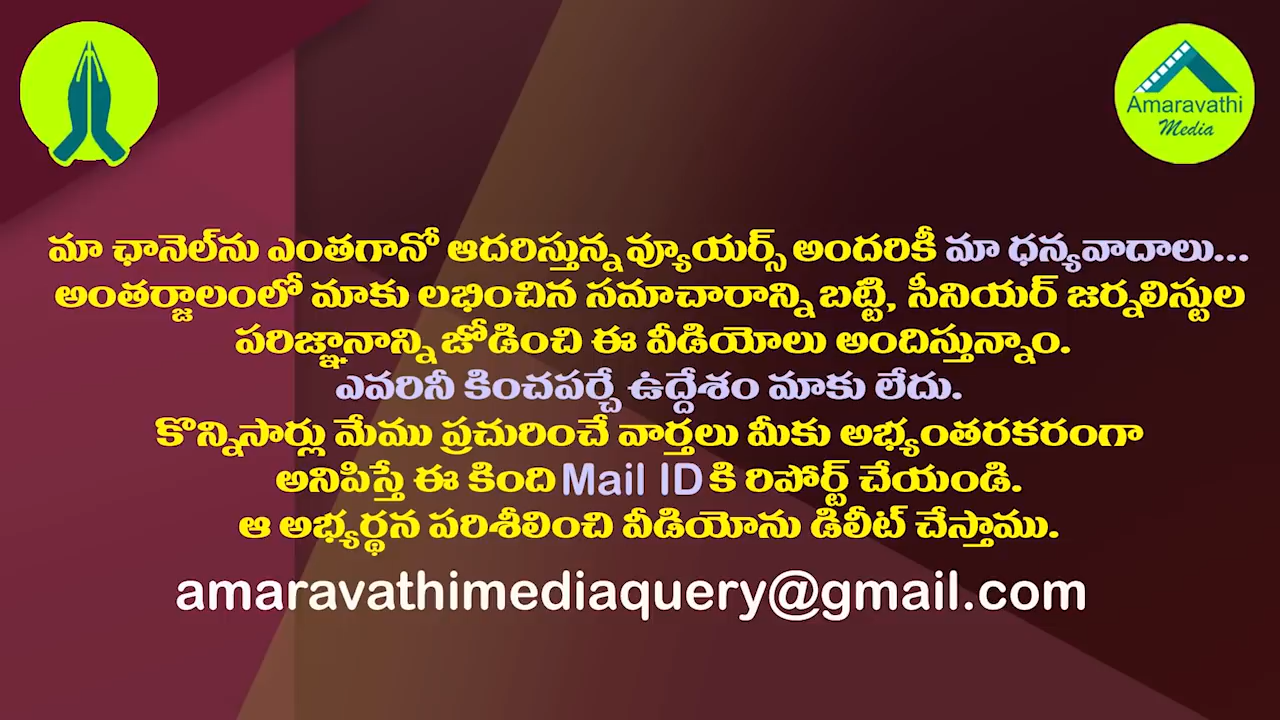 Amaravathi
Media
మా ఛానెల్‌ను ఎంతగానో ఆదరిస్తున్న వ్యూయర్స్ అందరికీ మా ధన్యవాదాలు...
అంతర్జాలంలో మాకు లభించిన సమాచారాన్ని బట్టి, సీనియర్ జర్నలిస్టుల
పరిజ్ఞానాన్ని జోడించి ఈ వీడియోలు అందిస్తున్నాం.
ఎవరినీ కించపర్చే ఉద్దేశం మాకు లేదు.
కొన్నిసార్లు మేము ప్రచురించే వార్తలు మీకు అభ్యంతరకరంగా
అనిపిస్తే ఈ కింది Mail ID కి రిపోర్ట్ చేయండి.
ఆ అభ్యర్థన పరిశీలించి వీడియోను డిలీట్ చేస్తాము.
amaravathimediaquery@gmail.com